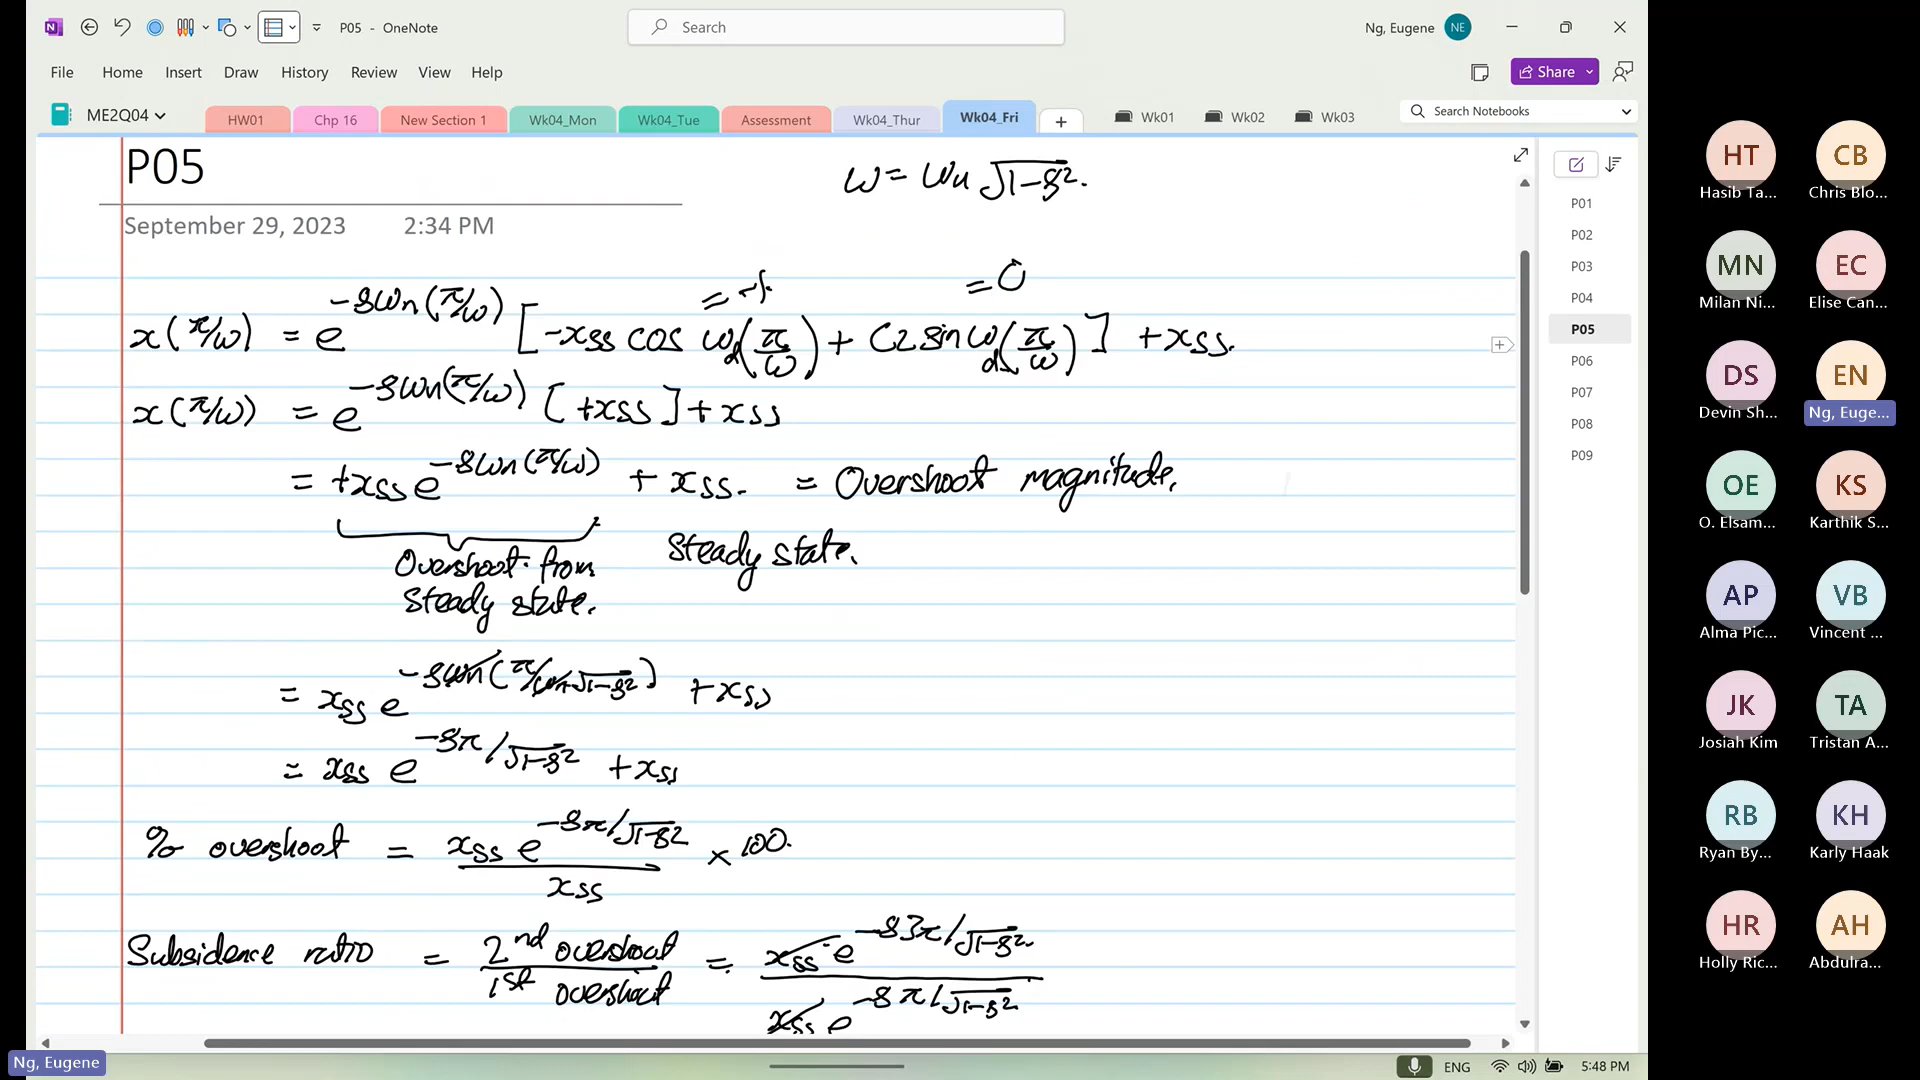 P05 - OneNote
Search
Ng, Eugene NE
File Home Insert Draw History Review View Help
Share
ME2Q04
HW01 Chp 16 New Section 1 Wk04_Mon Wk04_Tue Assessment Wk04_Thur Wk04_Fri + Wk01 Wk02 Wk03
Search Notebooks
P05
September 29, 2023 2:34 PM
ω = ωn √1-ζ².
= -1 = 0
x(π/ω) = e^-ζωn(π/ω) [-xss cos ωd(π/ω) + C2 sin ωd(π/ω)] + xss.
x(π/ω) = e^-ζωn(π/ω) [+xss] + xss
= +xss e^-ζωn(π/ω) + xss. = Overshoot magnitude.
Overshoot from steady state. Steady state.
= xss e^-ζωn(π/ωn√1-ζ²) + xss
= xss e^-ζπ/√1-ζ² + xss
% overshoot = xss e^-ζπ/√1-ζ² / xss × 100.
Subsidence ratio = 2nd overshoot / 1st overshoot = xss e^-ζ3π/√1-ζ² / xss e^-ζπ/√1-ζ²
P01
P02
P03
P04
P05
P06
P07
P08
P09
HT CB
Hasib Ta... Chris Blo...
MN EC
Milan Ni... Elise Can...
DS EN
Devin Sh... Ng, Euge...
OE KS
O. Elsam... Karthik S...
AP VB
Alma Pic... Vincent ...
JK TA
Josiah Kim Tristan A...
RB KH
Ryan By... Karly Haak
HR AH
Holly Ric... Abdulra...
Ng, Eugene
ENG 5:48 PM